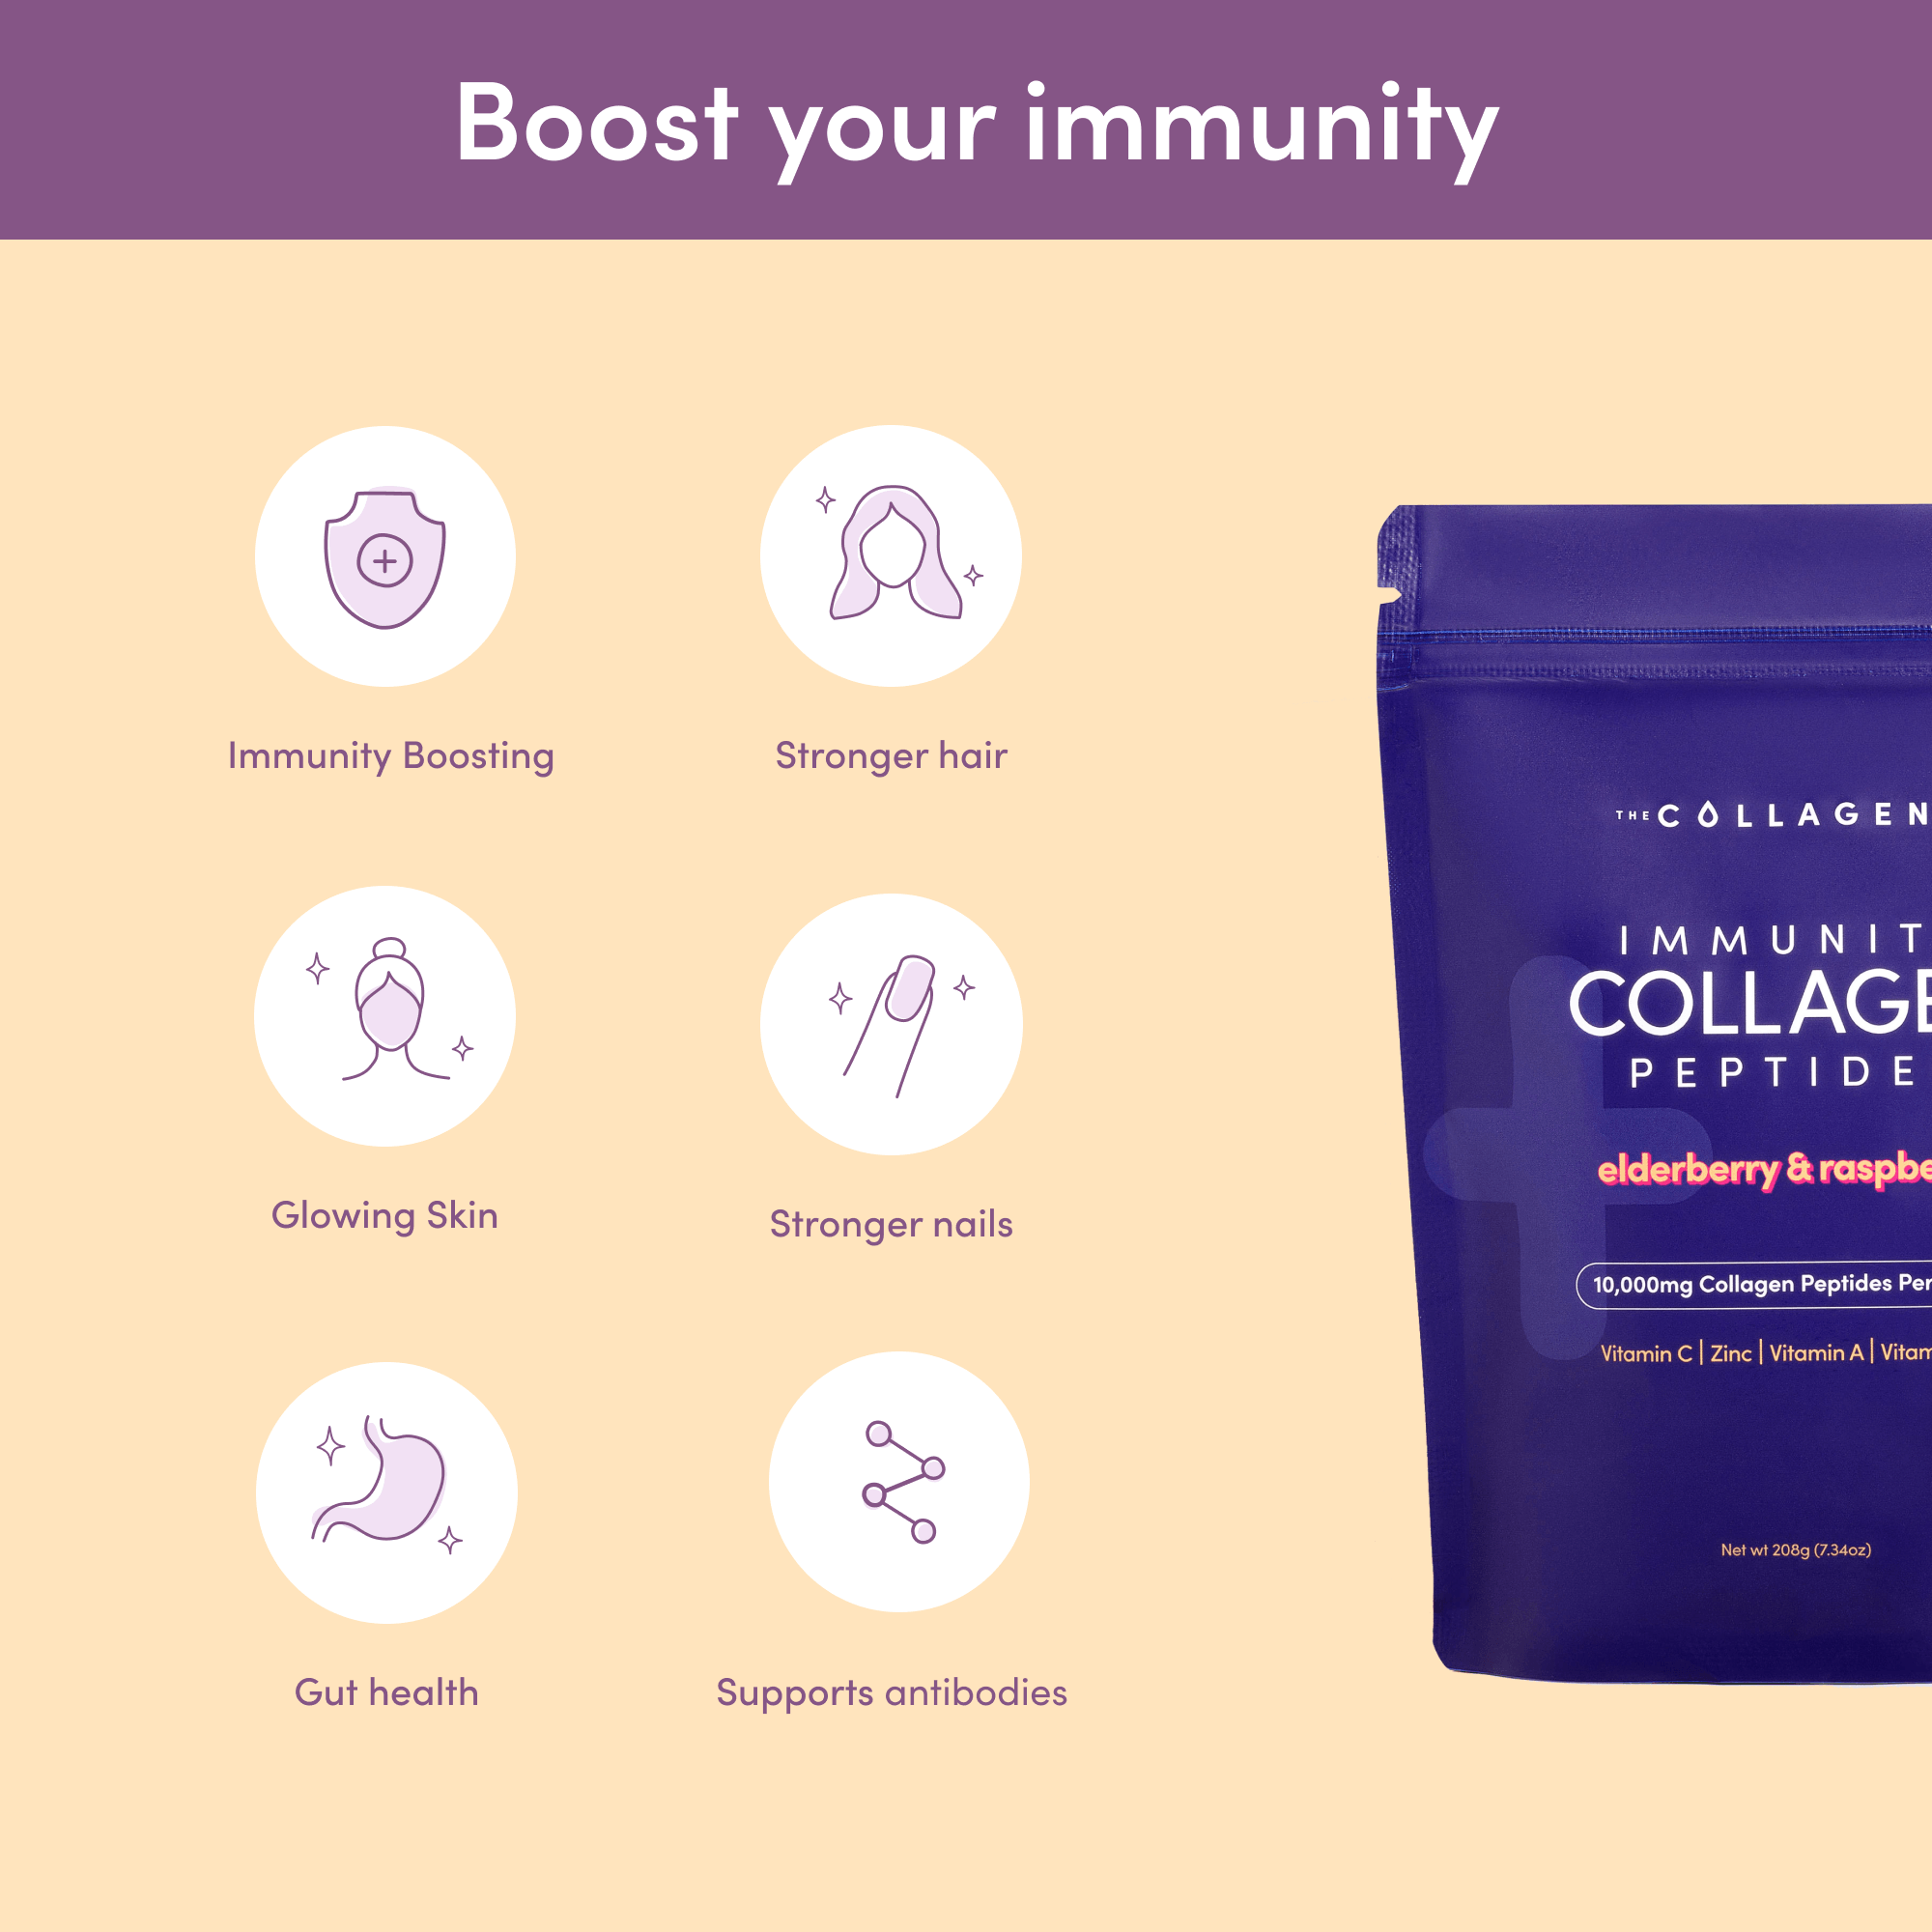 Boost your immunity
Immunity Boosting
Stronger hair
Glowing Skin
Stronger nails
Gut health
Supports antibodies
THE COLLAGEN
IMMUNIT
COLLAGE
PEPTIDE
elderberry & raspbe
10,000mg Collagen Peptides Per
Vitamin C | Zinc | Vitamin A | Vitam
Net wt 208g (7.34oz)